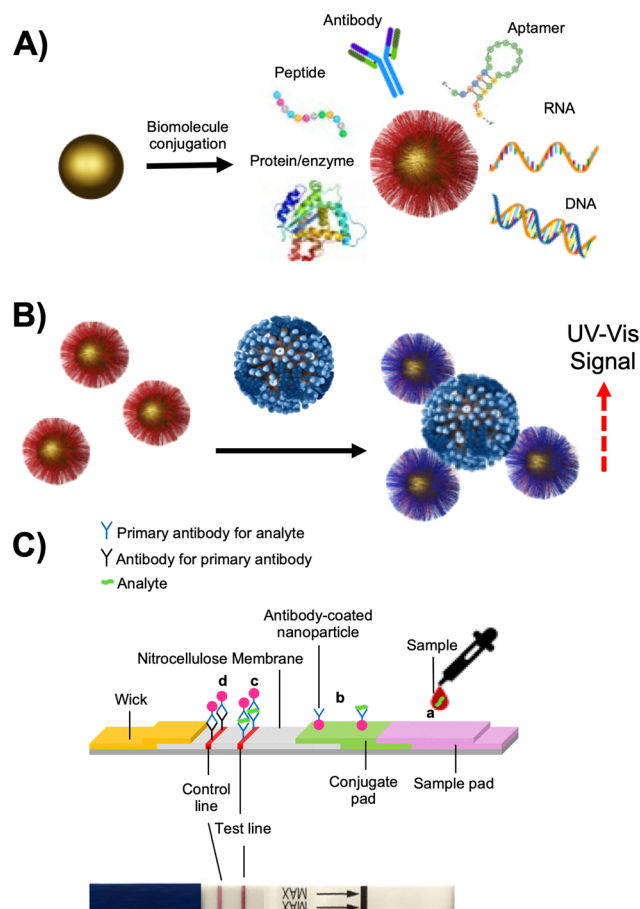 A)
Antibody
Aptamer
Peptide
Biomolecule
conjugation
RNA
Protein/enzyme
DNA
B)
UV-Vis
Signal
Primary antibody for analyte
C)
Antibody for primary antibody
Analyte
Antibody-coated
nanoparticle
Sample
Nitrocellulose Membrane
Wick
d
c
b
a
Control
line
Conjugate
pad
Sample pad
Test line
MAX
MAX